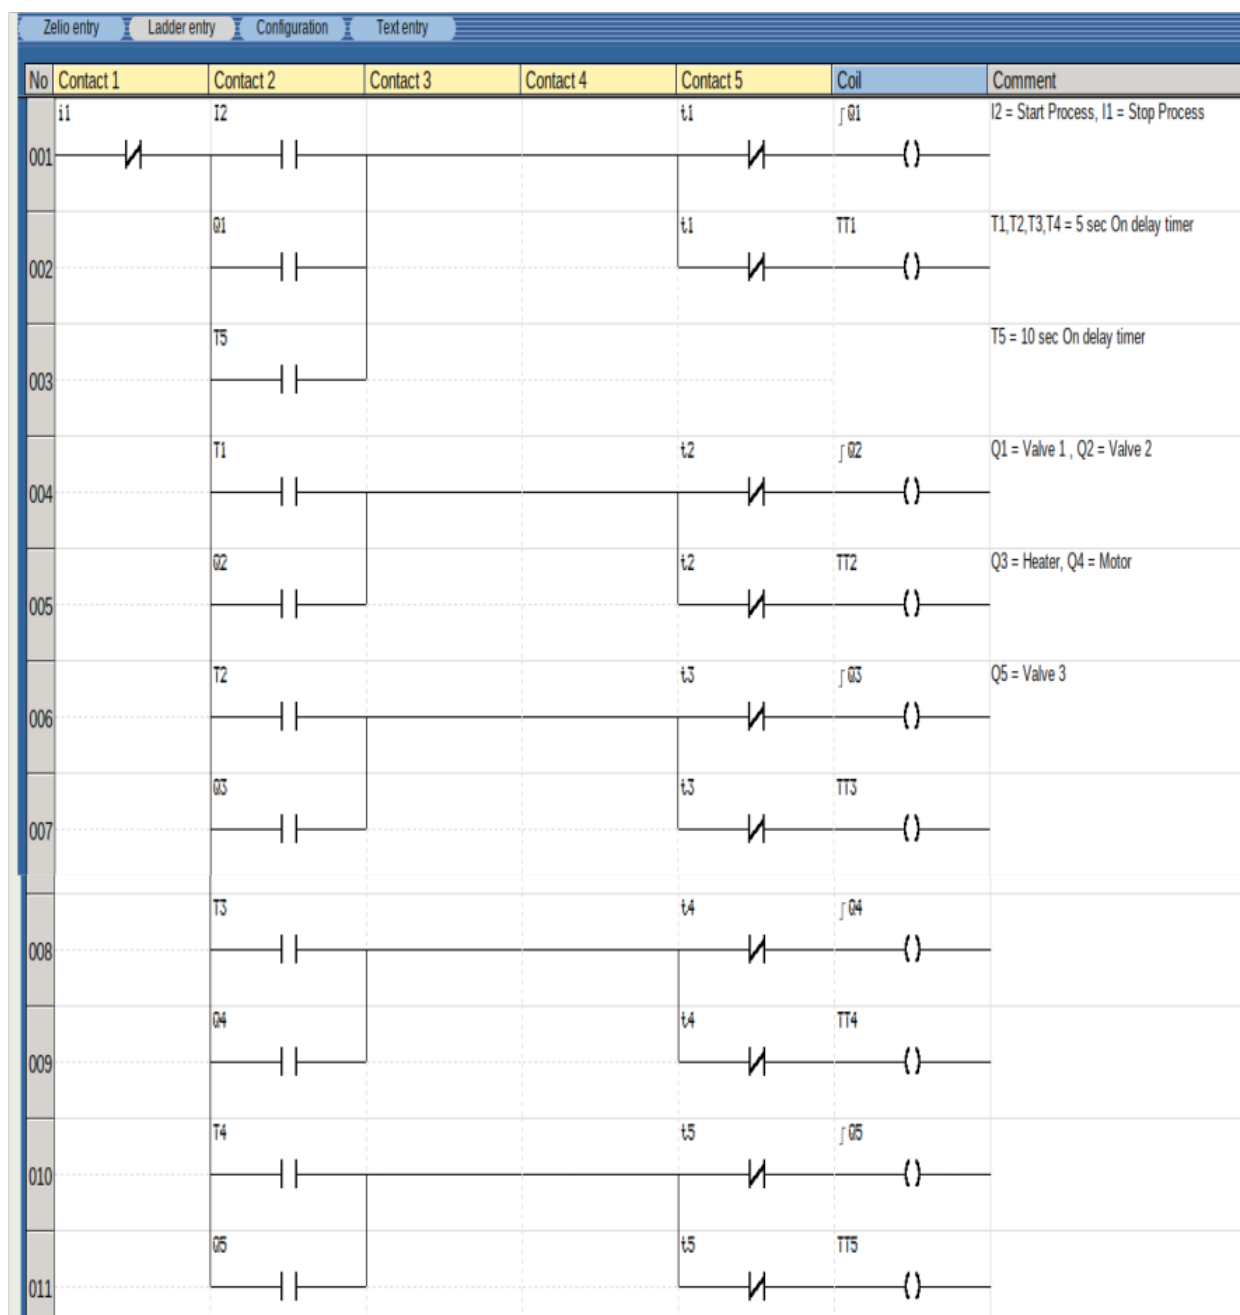 Zelio entry Ladder entry Configuration Text entry
No Contact 1 Contact 2 Contact 3 Contact 4 Contact 5 Coil Comment
i1 I2 t1 ∫Q1 I2 = Start Process, I1 = Stop Process
001
Q1 t1 TT1 T1,T2,T3,T4 = 5 sec On delay timer
002
T5 T5 = 10 sec On delay timer
003
T1 t2 ∫Q2 Q1 = Valve 1 , Q2 = Valve 2
004
Q2 t2 TT2 Q3 = Heater, Q4 = Motor
005
T2 t3 ∫Q3 Q5 = Valve 3
006
Q3 t3 TT3
007
T3 t4 ∫Q4
008
Q4 t4 TT4
009
T4 t5 ∫Q5
010
Q5 t5 TT5
011